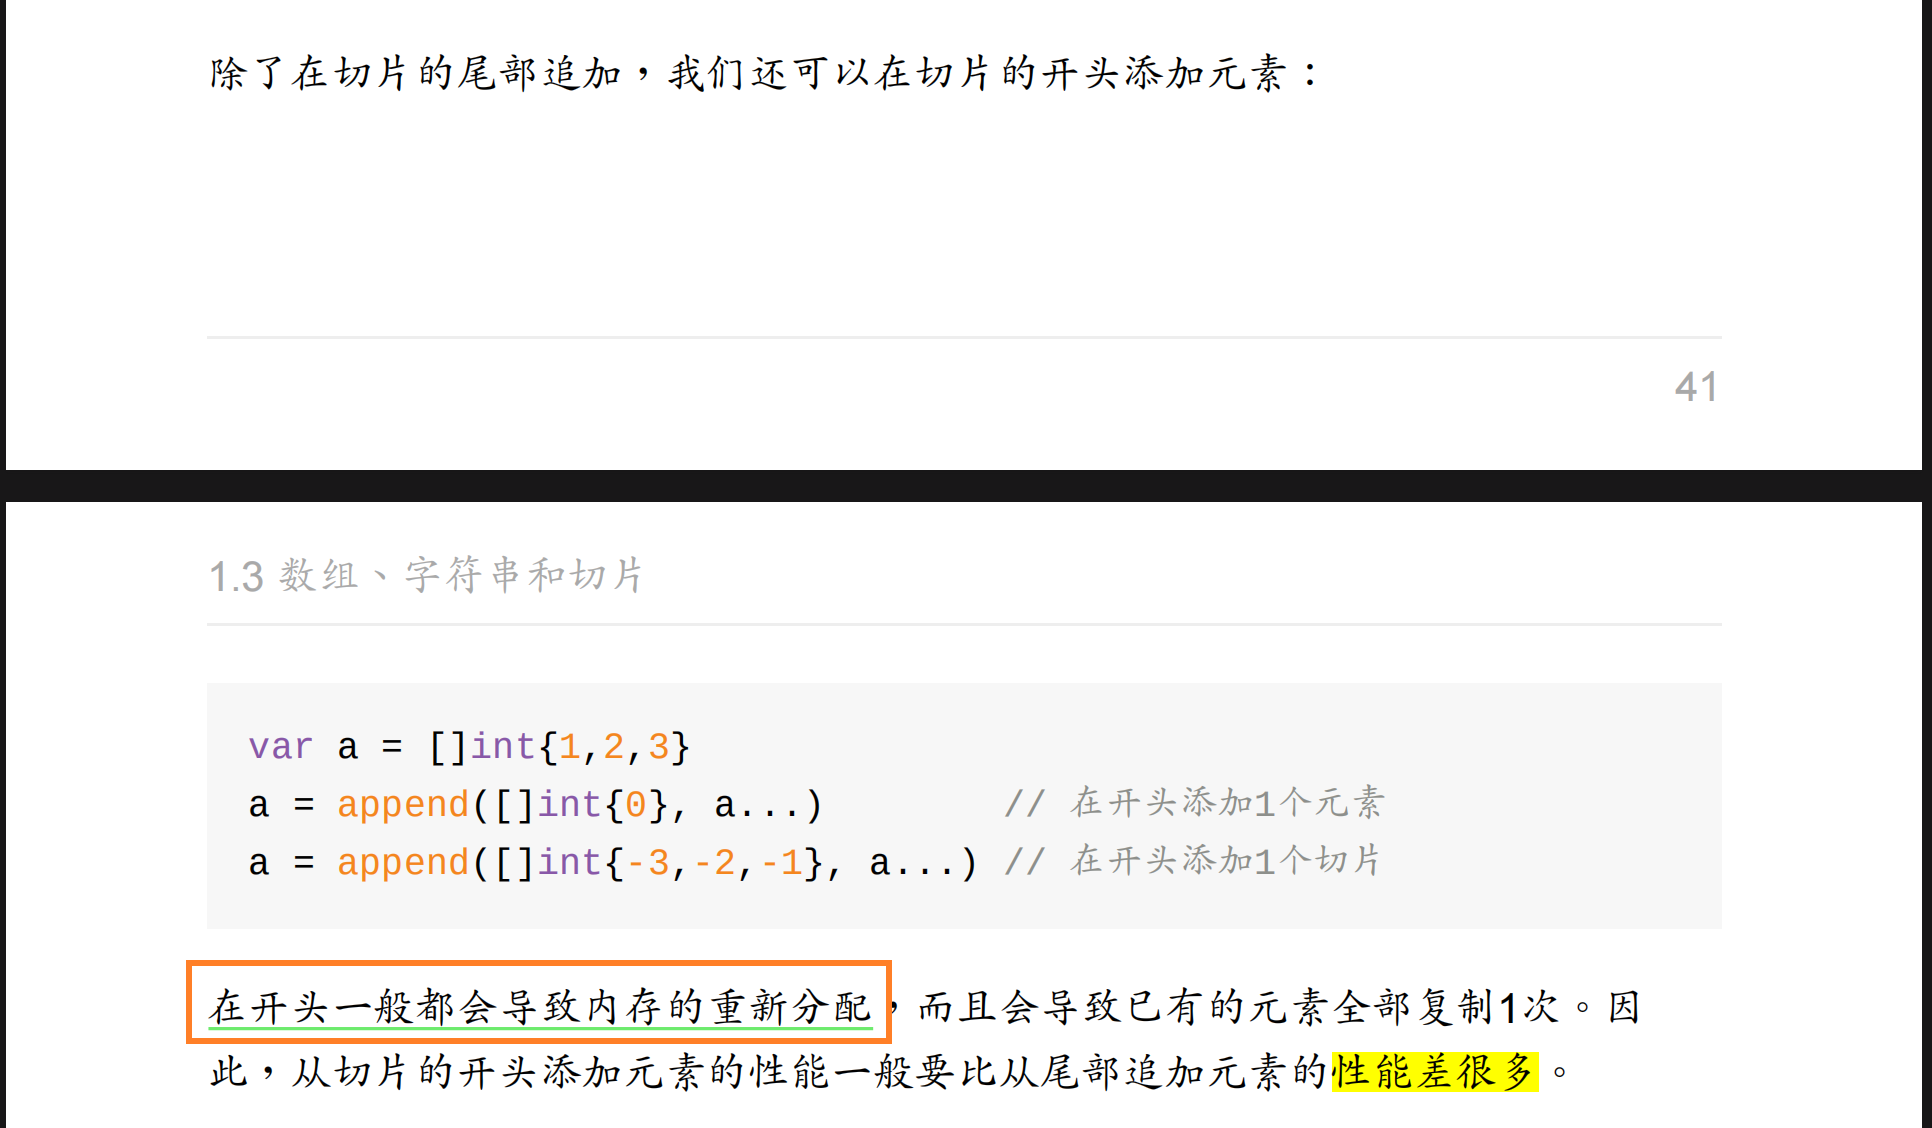 除了在切片的尾部追加，我们还可以在切片的开头添加元素：
41
1.3 数组、字符串和切片
var a = []int{1,2,3}
a = append([]int{0}, a...)        // 在开头添加1个元素
a = append([]int{-3,-2,-1}, a...) // 在开头添加1个切片
在开头一般都会导致内存的重新分配，而且会导致已有的元素全部复制1次。因
此，从切片的开头添加元素的性能一般要比从尾部追加元素的性能差很多。